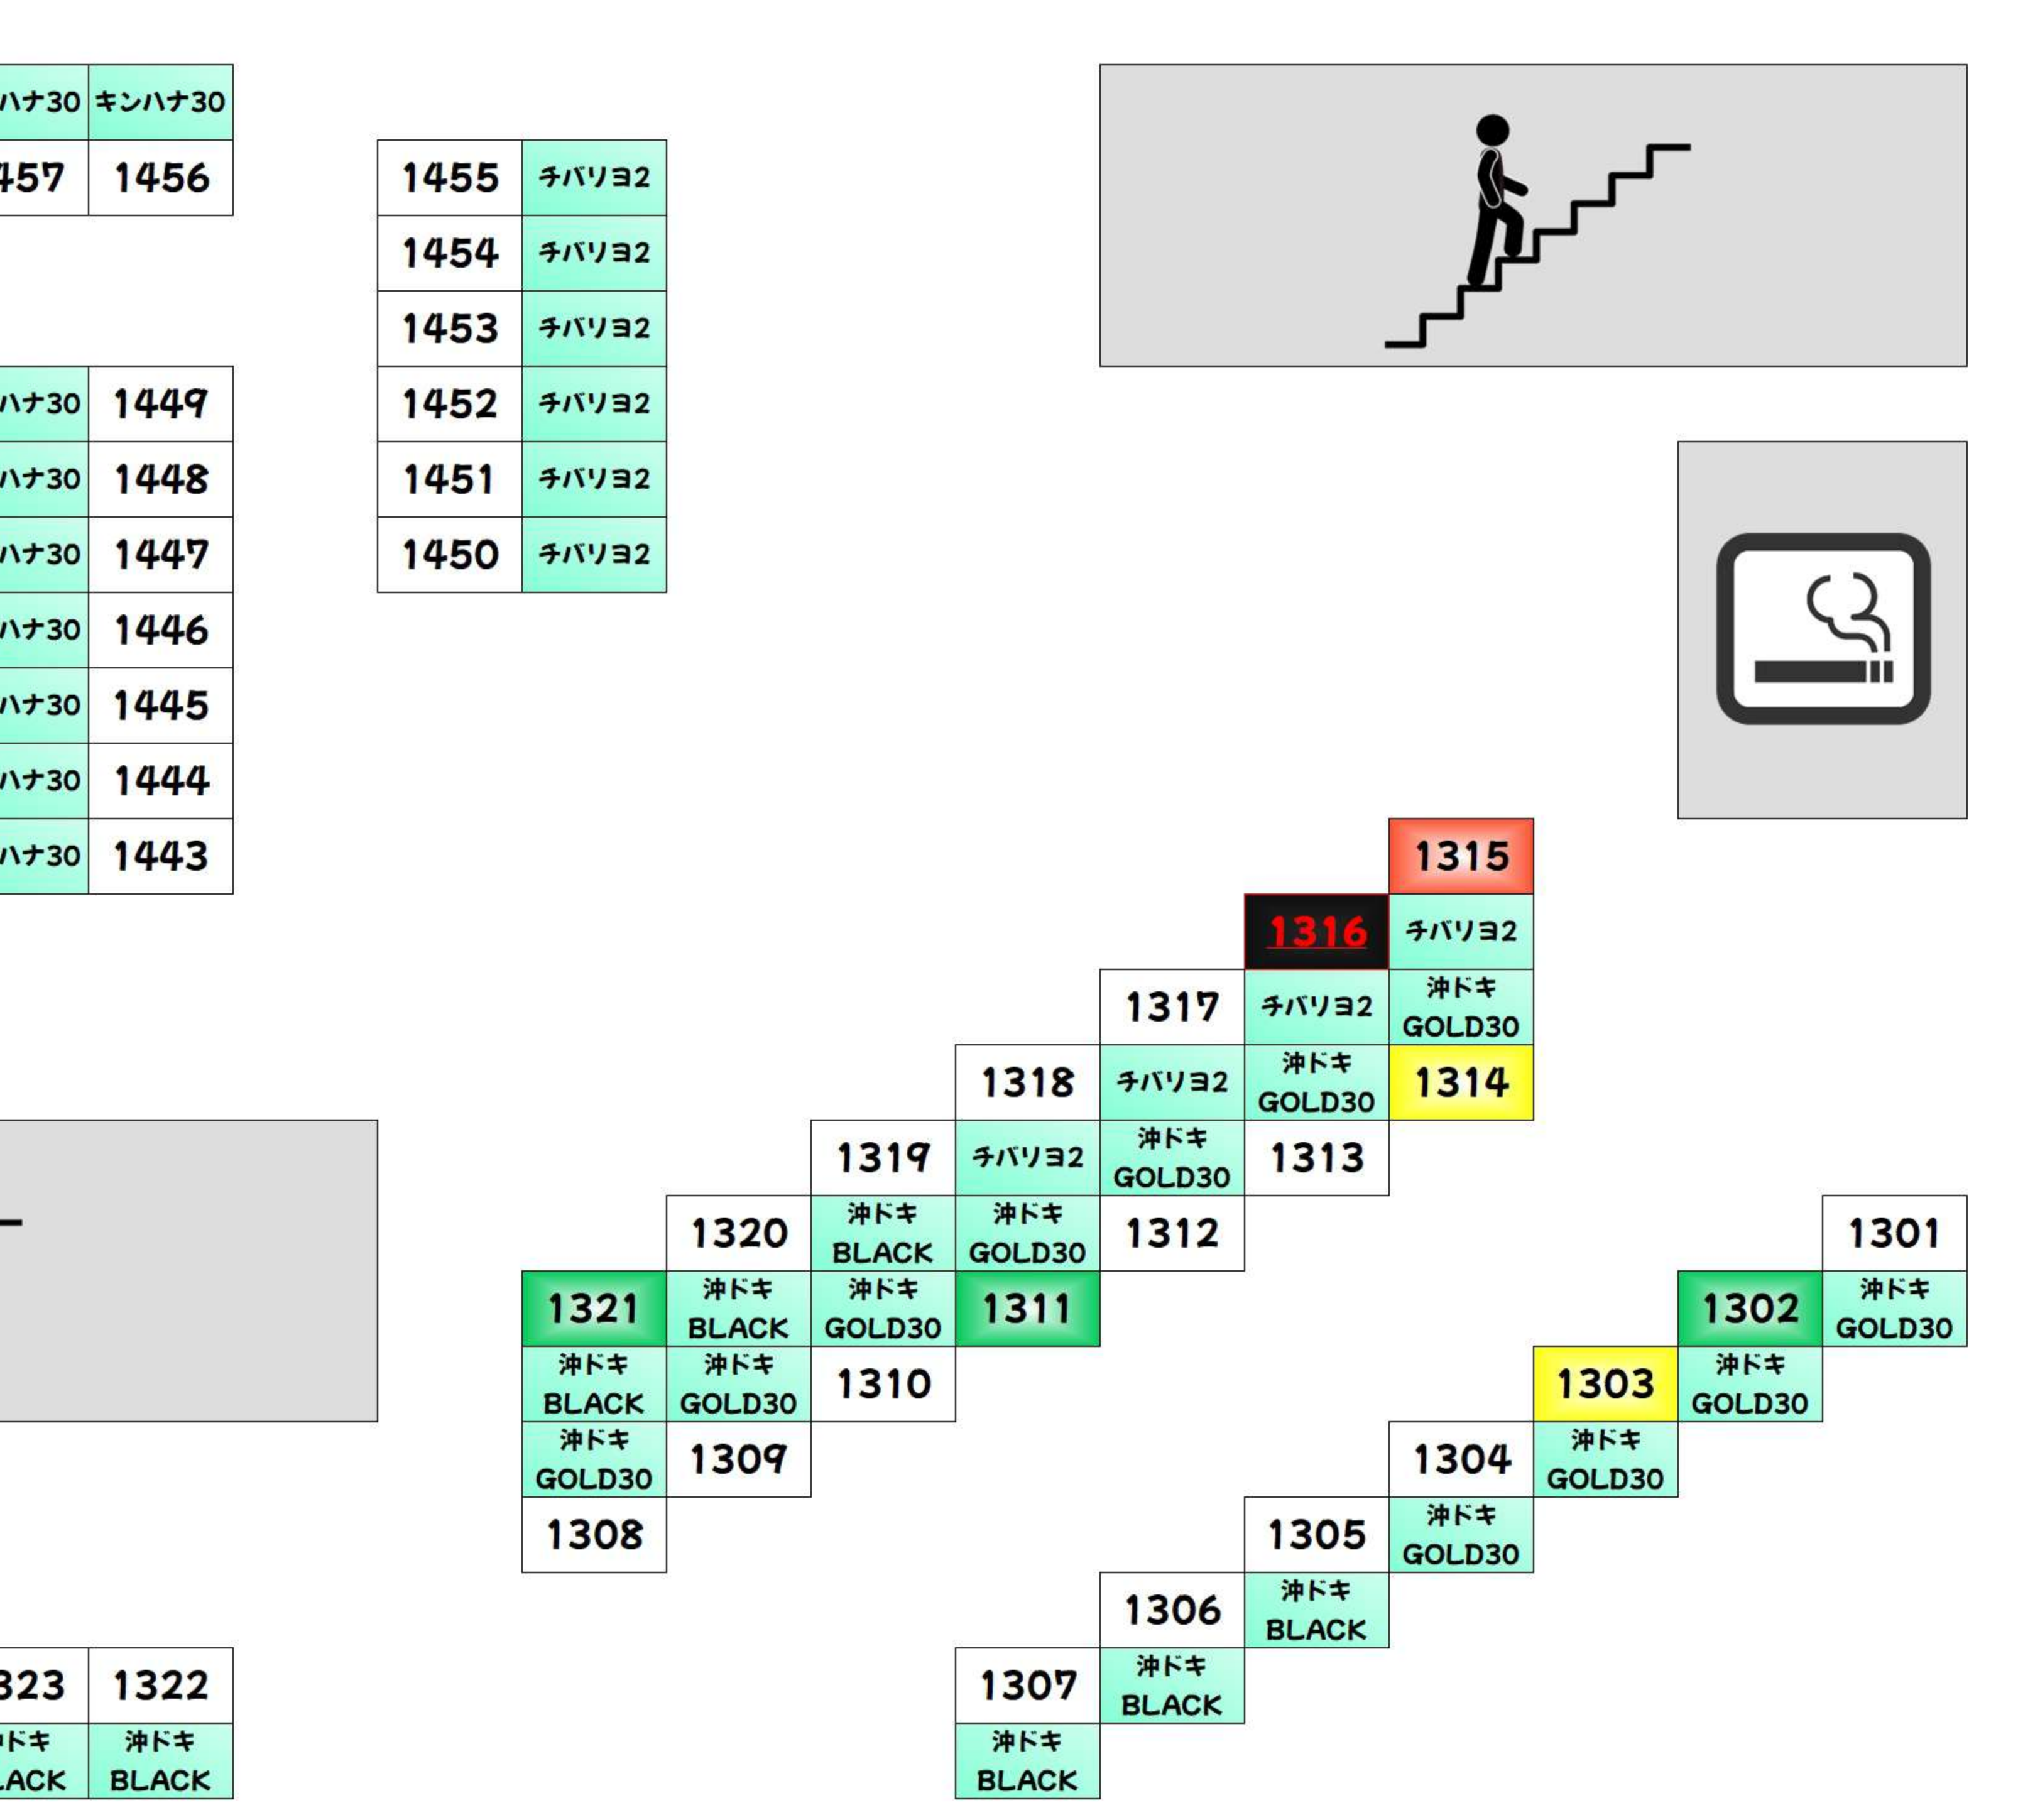 ハナ30 キンハナ30
457 1456
1455 チバリヨ2
1454 チバリヨ2
1453 チバリヨ2
ハナ30 1449 1452 チバリヨ2
ハナ30 1448 1451 チバリヨ2
ハナ30 1447 1450 チバリヨ2
ハナ30 1446
ハナ30 1445
ハナ30 1444
ハナ30 1443
1315
1316 チバリヨ2
1317 チバリヨ2 沖ドキ
GOLD30
1318 チバリヨ2 沖ドキ
GOLD30 1314
1319 チバリヨ2 沖ドキ
GOLD30 1313
1320 沖ドキ
BLACK 沖ドキ
GOLD30 1312
1301
1321 沖ドキ
BLACK 沖ドキ
GOLD30 1311
1302 沖ドキ
GOLD30
沖ドキ
BLACK 沖ドキ
GOLD30 1310
1303 沖ドキ
GOLD30
沖ドキ
GOLD30 1309
1304 沖ドキ
GOLD30
1308
1305 沖ドキ
GOLD30
1306 沖ドキ
BLACK
323 1322
1307 沖ドキ
BLACK
ドキ
ACK 沖ドキ
BLACK
沖ドキ
BLACK